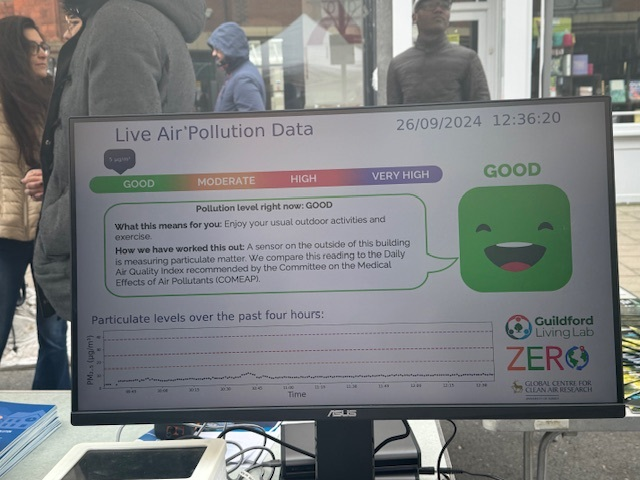 Live Air Pollution Data
26/09/2024 12:36:20
GOOD MODERATE HIGH VERY HIGH
GOOD
Pollution level right now: GOOD
What this means for you: Enjoy your usual outdoor activities and
exercise.
How we have worked this out: A sensor on the outside of this building
is measuring particulate matter. We compare this reading to the Daily
Air Quality Index recommended by the Committee on the Medical
Effects of Air Pollutants (COMEAP).
Particulate levels over the past four hours:
PM2.5 (µg/m³)
Time
Guildford
Living Lab
ZERO
GLOBAL CENTRE FOR
CLEAN AIR RESEARCH
ASUS